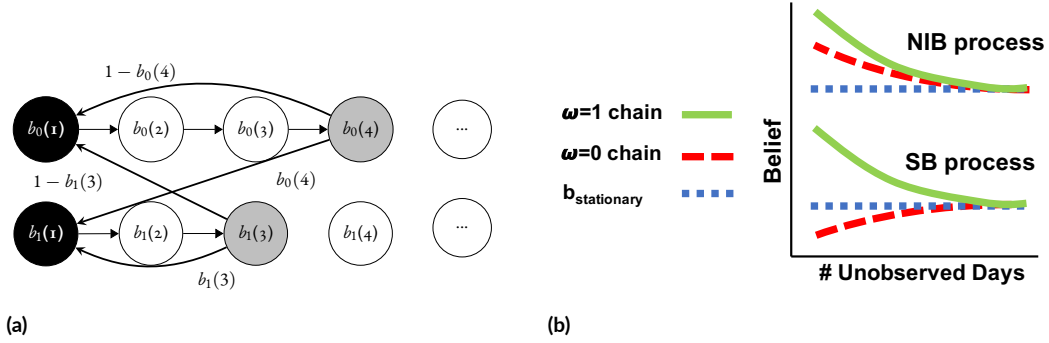 1 − b₀(4)
b₀(1) b₀(2) b₀(3) b₀(4) ...
1 − b₁(3) b₀(4)
b₁(1) b₁(2) b₁(3) b₁(4) ...
b₁(3)
(a)
NIB process
ω=1 chain
ω=0 chain
b_stationary
Belief
SB process
# Unobserved Days
(b)